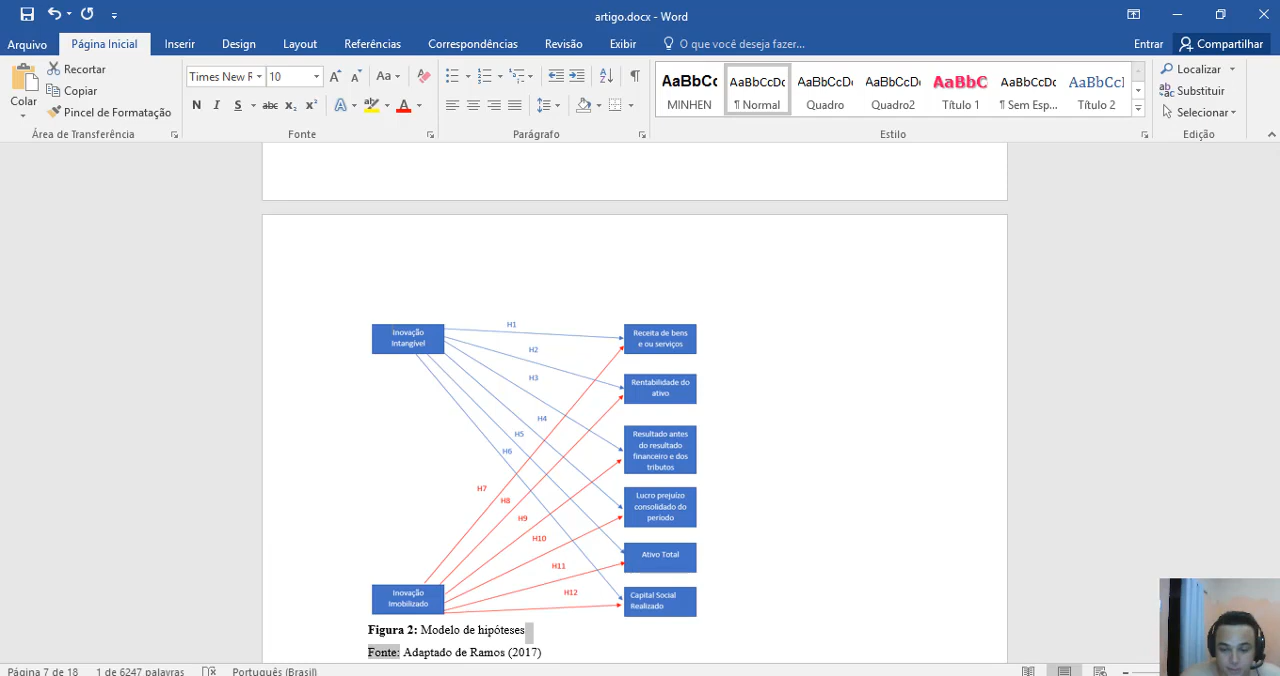 artigo.docx - Word
Arquivo Página Inicial Inserir Design Layout Referências Correspondências Revisão Exibir O que você deseja fazer... Entrar Compartilhar
Colar
Recortar
Copiar
Pincel de Formatação
Área de Transferência
Times New R 10
Aa
N I S abc x₂ x²
A A
Fonte
Parágrafo
AaBbCc AaBbCcDc AaBbCcDc AaBbCcDc AaBbC AaBbCcDc AaBbCcI
MINHEN ¶ Normal Quadro Quadro2 Título 1 ¶ Sem Esp... Título 2
Estilo
Localizar
Substituir
Selecionar
Edição
Inovação
Intangível
H1
H2
H3
H4
H5
H6
H7
H8
H9
H10
H11
H12
Receita de bens
e ou serviços
Rentabilidade do
ativo
Resultado antes
do resultado
financeiro e dos
tributos
Lucro prejuízo
consolidado do
período
Ativo Total
Capital Social
Realizado
Inovação
Imobilizado
Figura 2: Modelo de hipóteses
Fonte: Adaptado de Ramos (2017)
Página 7 de 18 1 de 6247 palavras Português (Brasil)